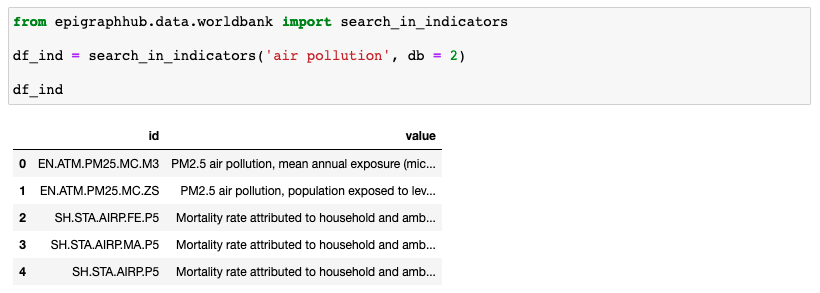 from epigraphhub.data.worldbank import search_in_indicators
df_ind = search_in_indicators('air pollution', db = 2)
df_ind
id value
0 EN.ATM.PM25.MC.M3 PM2.5 air pollution, mean annual exposure (mic...
1 EN.ATM.PM25.MC.ZS PM2.5 air pollution, population exposed to lev...
2 SH.STA.AIRP.FE.P5 Mortality rate attributed to household and amb...
3 SH.STA.AIRP.MA.P5 Mortality rate attributed to household and amb...
4 SH.STA.AIRP.P5 Mortality rate attributed to household and amb...